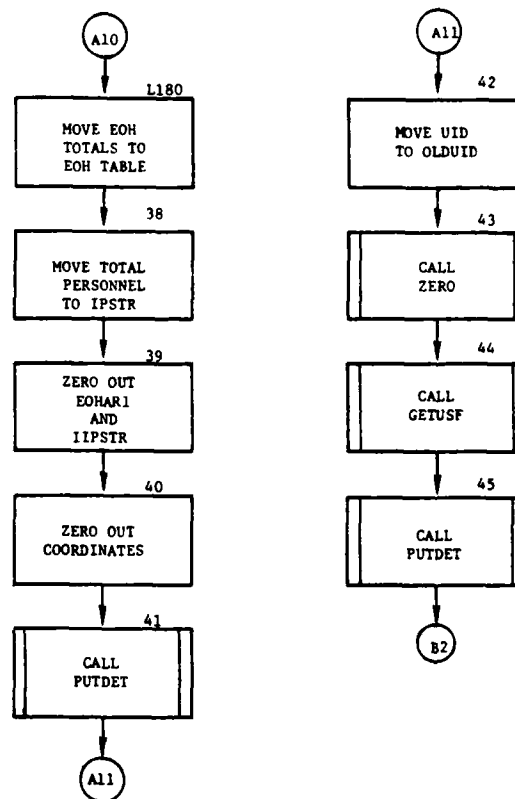 A10
L180
MOVE EOH
TOTALS TO
EOH TABLE
38
MOVE TOTAL
PERSONNEL
TO IPSTR
39
ZERO OUT
EOHAR1
AND
IIPSTR
40
ZERO OUT
COORDINATES
41
CALL
PUTDET
A11
A11
42
MOVE UID
TO OLDUID
43
CALL
ZERO
44
CALL
GETUSF
45
CALL
PUTDET
B2